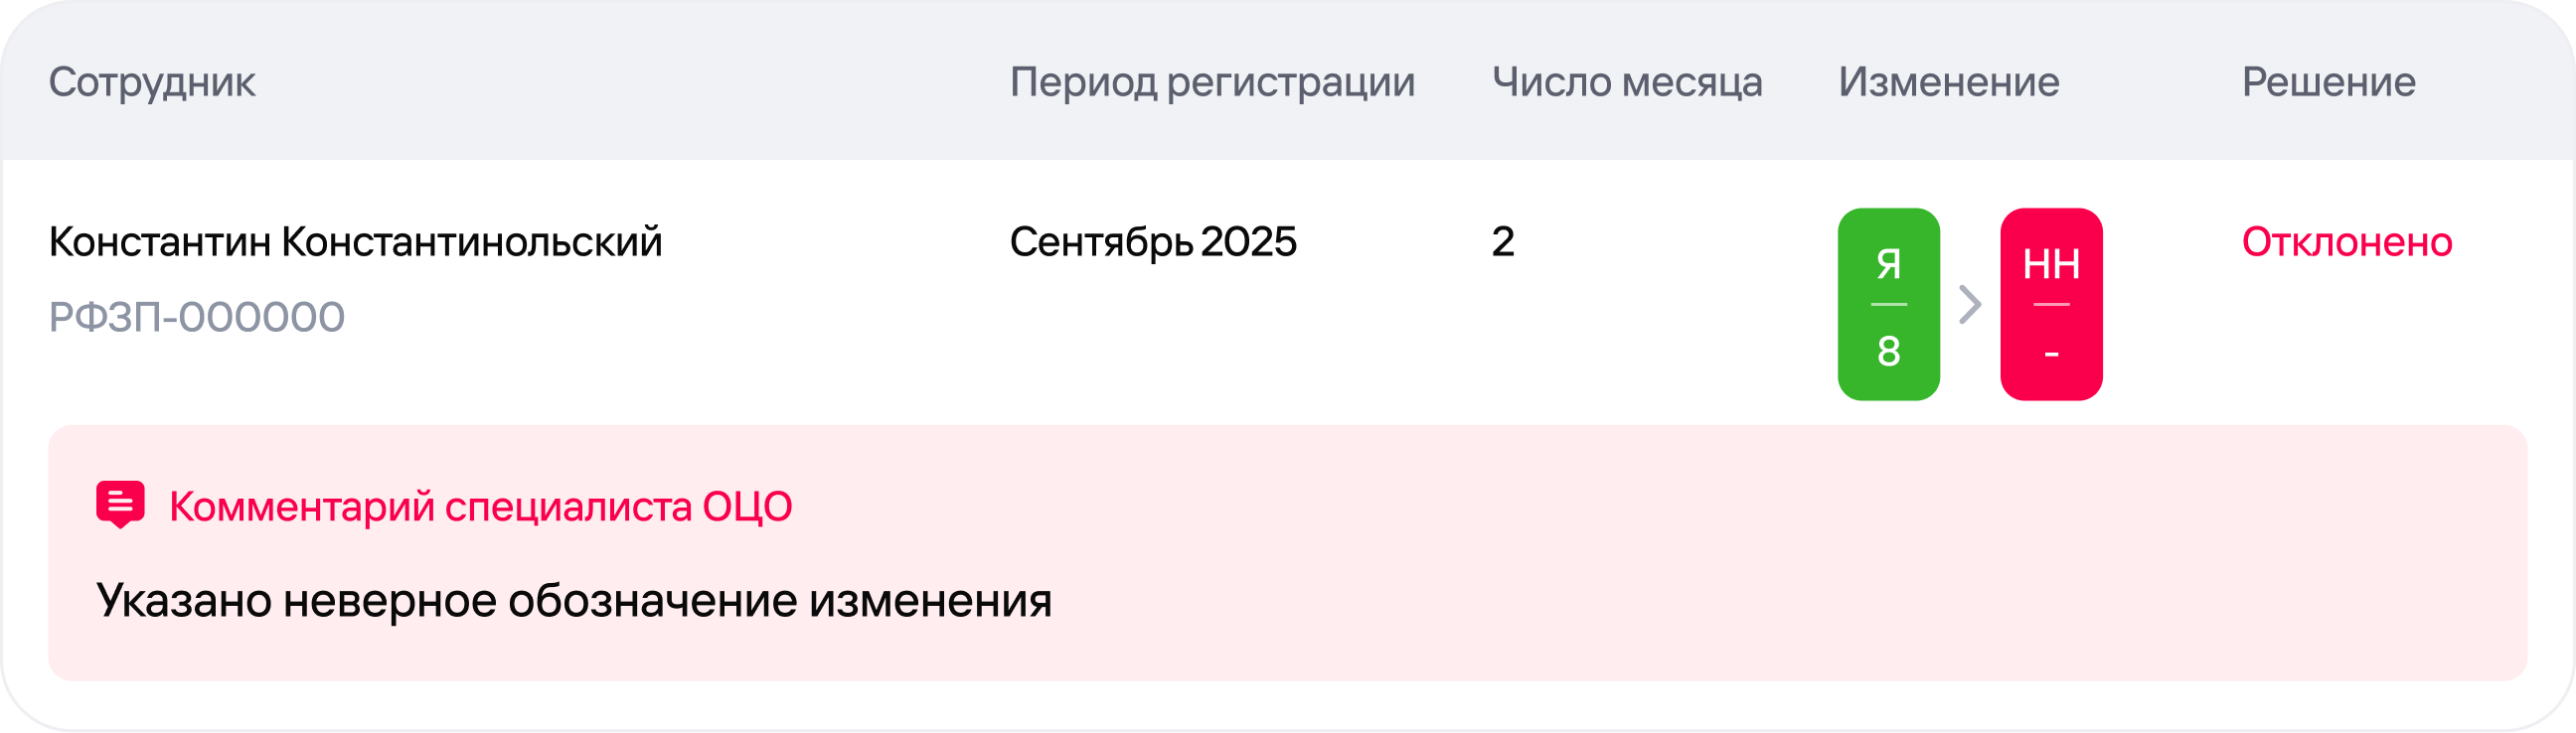 Сотрудник Период регистрации Число месяца Изменение Решение
Константин Константинольский Сентябрь 2025 2 Я НН Отклонено
РФЗП-000000 8 -
Комментарий специалиста ОЦО
Указано неверное обозначение изменения